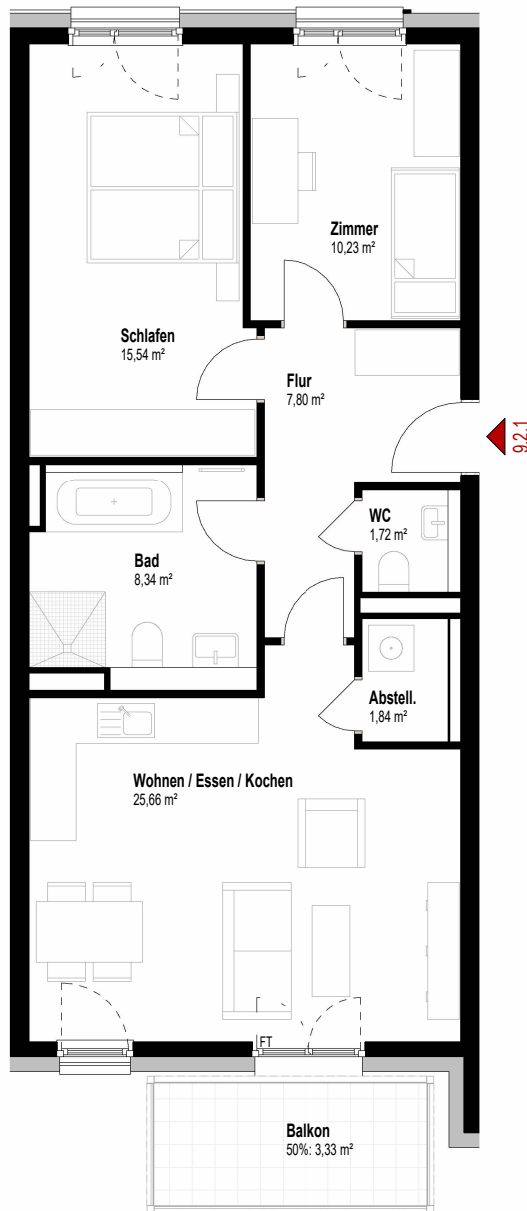 Zimmer
10,23 m²
Schlafen
15,54 m²
Flur
7,80 m²
9.2.1
WC
1,72 m²
Bad
8,34 m²
Abstell.
1,84 m²
Wohnen / Essen / Kochen
25,66 m²
FT
Balkon
50%: 3,33 m²